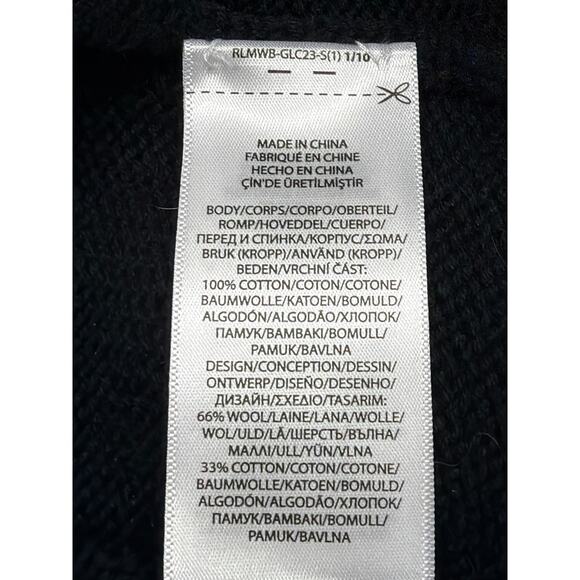 RLMWB-GLC23-S(1) 1/10
MADE IN CHINA
FABRIQUÉ EN CHINE
HECHO EN CHINA
ÇİN'DE ÜRETİLMİŞTİR
BODY/CORPS/CORPO/OBERTEIL/
ROMP/HOVEDDEL/CUERPO/
ПЕРЕД И СПИНКА/КОРПУС/ΣΩΜΑ/
BRUK (KROPP)/ANVÄND (KROPP)/
BEDEN/VRCHNÍ ČÁST:
100% COTTON/COTON/COTONE/
BAUMWOLLE/KATOEN/BOMULD/
ALGODÓN/ALGODÃO/ХЛОПОК/
ПАМУК/ΒΑΜΒΑΚΙ/BOMULL/
PAMUK/BAVLNA
DESIGN/CONCEPTION/DESSIN/
ONTWERP/DISEÑO/DESENHO/
ДИЗАЙН/ΣΧΕΔΙΟ/TASARIM:
66% WOOL/LAINE/LANA/WOLLE/
WOL/ULD/LÃ/ШЕРСТЬ/ВЪЛНА/
ΜΑΛΛΙ/ULL/YÜN/VLNA
33% COTTON/COTON/COTONE/
BAUMWOLLE/KATOEN/BOMULD/
ALGODÓN/ALGODÃO/ХЛОПОК/
ПАМУК/ΒΑΜΒΑΚΙ/BOMULL/
PAMUK/BAVLNA